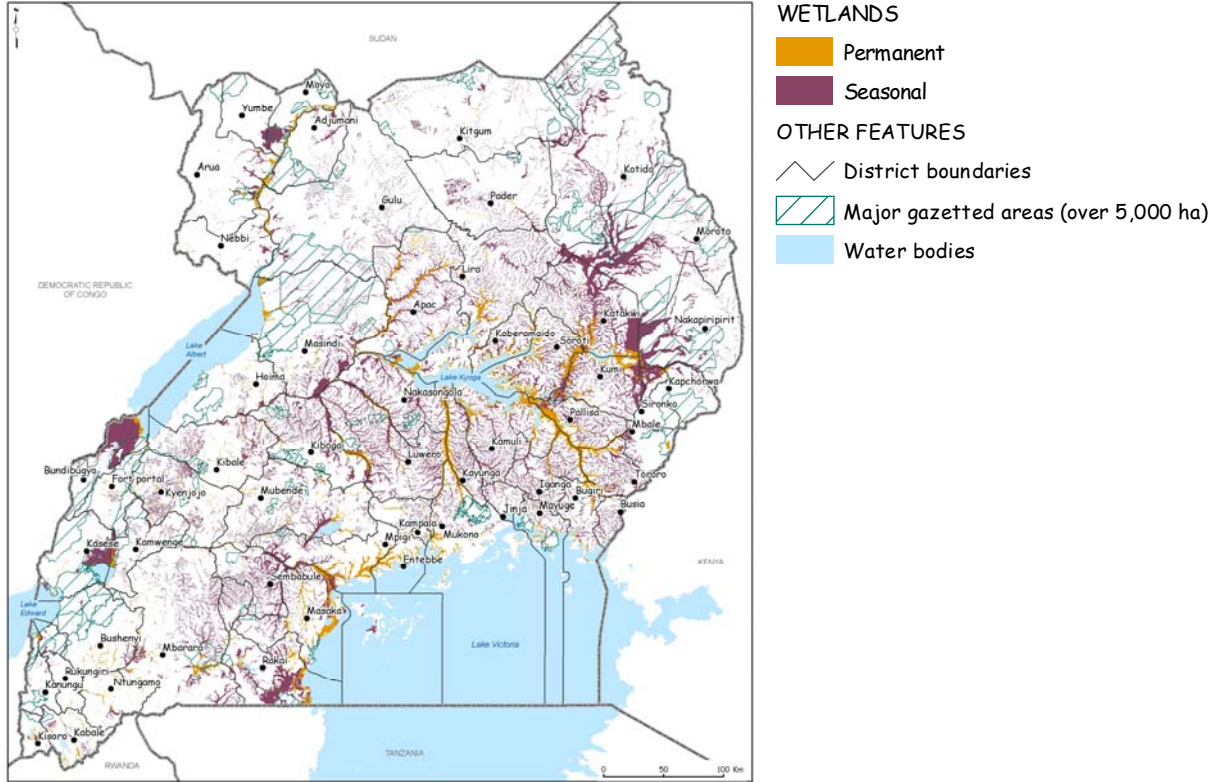 SUDAN
Moyo
Yumbe
Adjumani
Kitgum
Arua
Kotido
Pader
Gulu
Moroto
Nebbi
Lira
DEMOCRATIC REPUBLIC
OF CONGO
Apac
Katakwi
Nakapiripirit
Kaberamaido
Soroti
Lake
Albert
Masindi
Lake Kyoga
Kumi
Hoima
Kapchorwa
Nakasongola
Sironko
Pallisa
Mbale
Kiboga
Kamuli
Luwero
Kibale
Bundibugyo
Fort portal
Kyenjojo
Mubende
Kayunga
Iganga
Bugiri
Tororo
Jinja
Mayuge
Busia
Kampala
Mukono
Mpigi
Kasese
Kamwenge
Entebbe
KENYA
Sembabule
Lake
Edward
Masaka
Lake Victoria
Bushenyi
Mbarara
Rakai
Rukungiri
Kanungu
Ntungamo
Kisoro
Kabale
TANZANIA
RWANDA
0 50 100 Km
WETLANDS
Permanent
Seasonal
OTHER FEATURES
District boundaries
Major gazetted areas (over 5,000 ha)
Water bodies